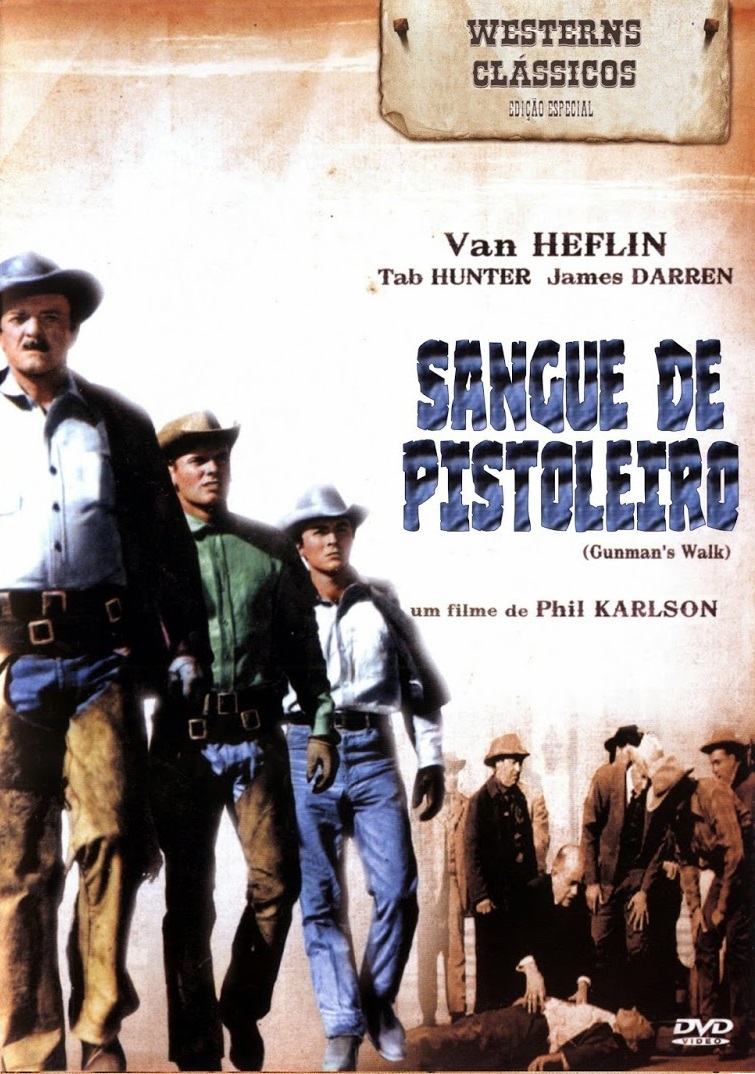 WESTERNS
CLÁSSICOS
EDIÇÃO ESPECIAL
Van HEFLIN
Tab HUNTER James DARREN
SANGUE DE
PISTOLEIRO
(Gunman's Walk)
um filme de Phil KARLSON
DVD
VIDEO